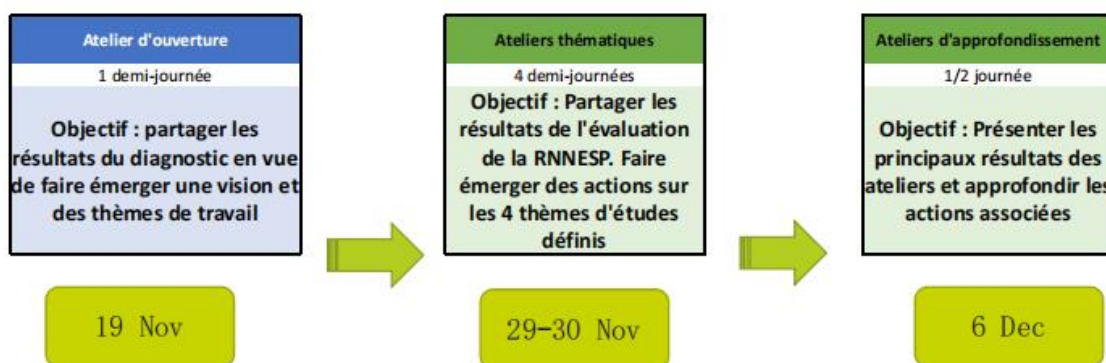 Atelier d'ouverture
1 demi-journée
Objectif : partager les
résultats du diagnostic en vue
de faire émerger une vision et
des thèmes de travail
19 Nov
Ateliers thématiques
4 demi-journées
Objectif : Partager les
résultats de l'évaluation
de la RNNESP. Faire
émerger des actions sur
les 4 thèmes d'études
définis
29-30 Nov
Ateliers d'approfondissement
1/2 journée
Objectif : Présenter les
principaux résultats des
ateliers et approfondir les
actions associées
6 Dec